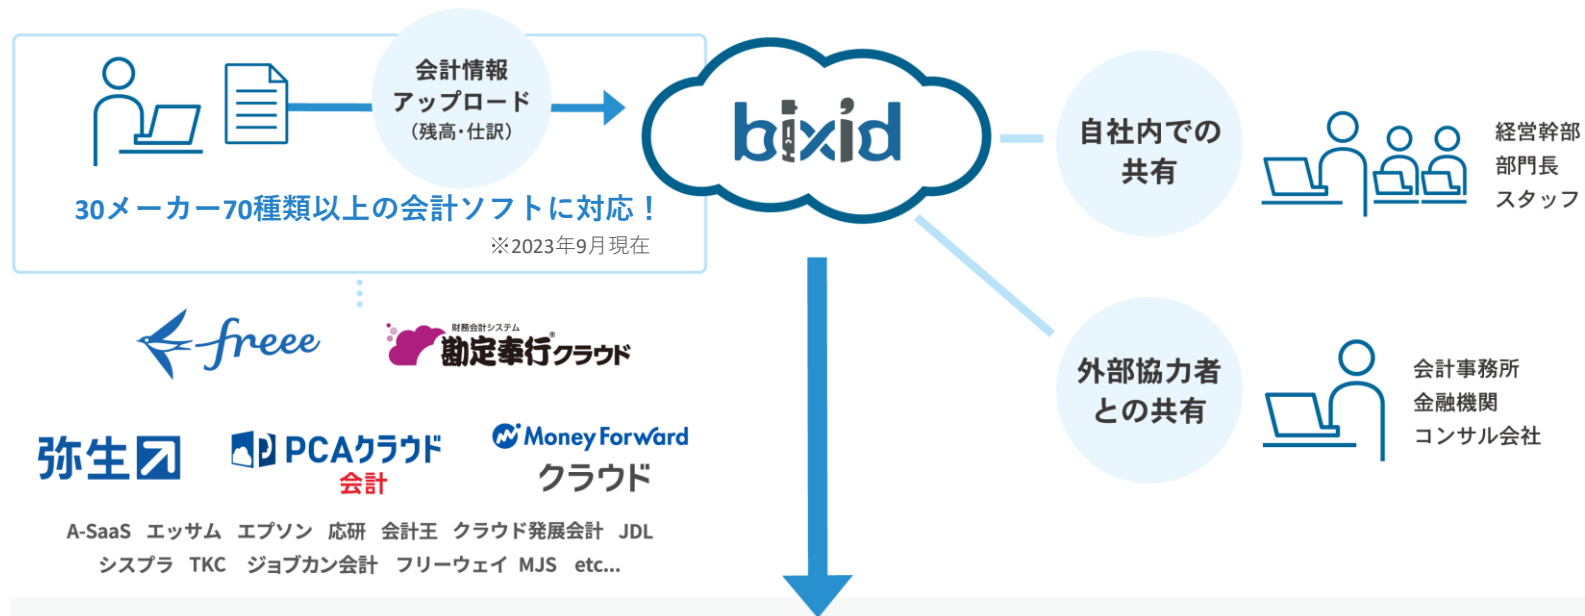 会計情報
アップロード
（残高・仕訳）
30メーカー70種類以上の会計ソフトに対応！
※2023年9月現在
bixid
自社内での
共有
経営幹部
部門長
スタッフ
外部協力者
との共有
会計事務所
金融機関
コンサル会社
freee
財務会計システム
勘定奉行®クラウド
弥生
PCAクラウド
会計
Money Forward
クラウド
A-SaaS エッサム エプソン 応研 会計王 クラウド発展会計 JDL
シスプラ TKC ジョブカン会計 フリーウェイ MJS etc...